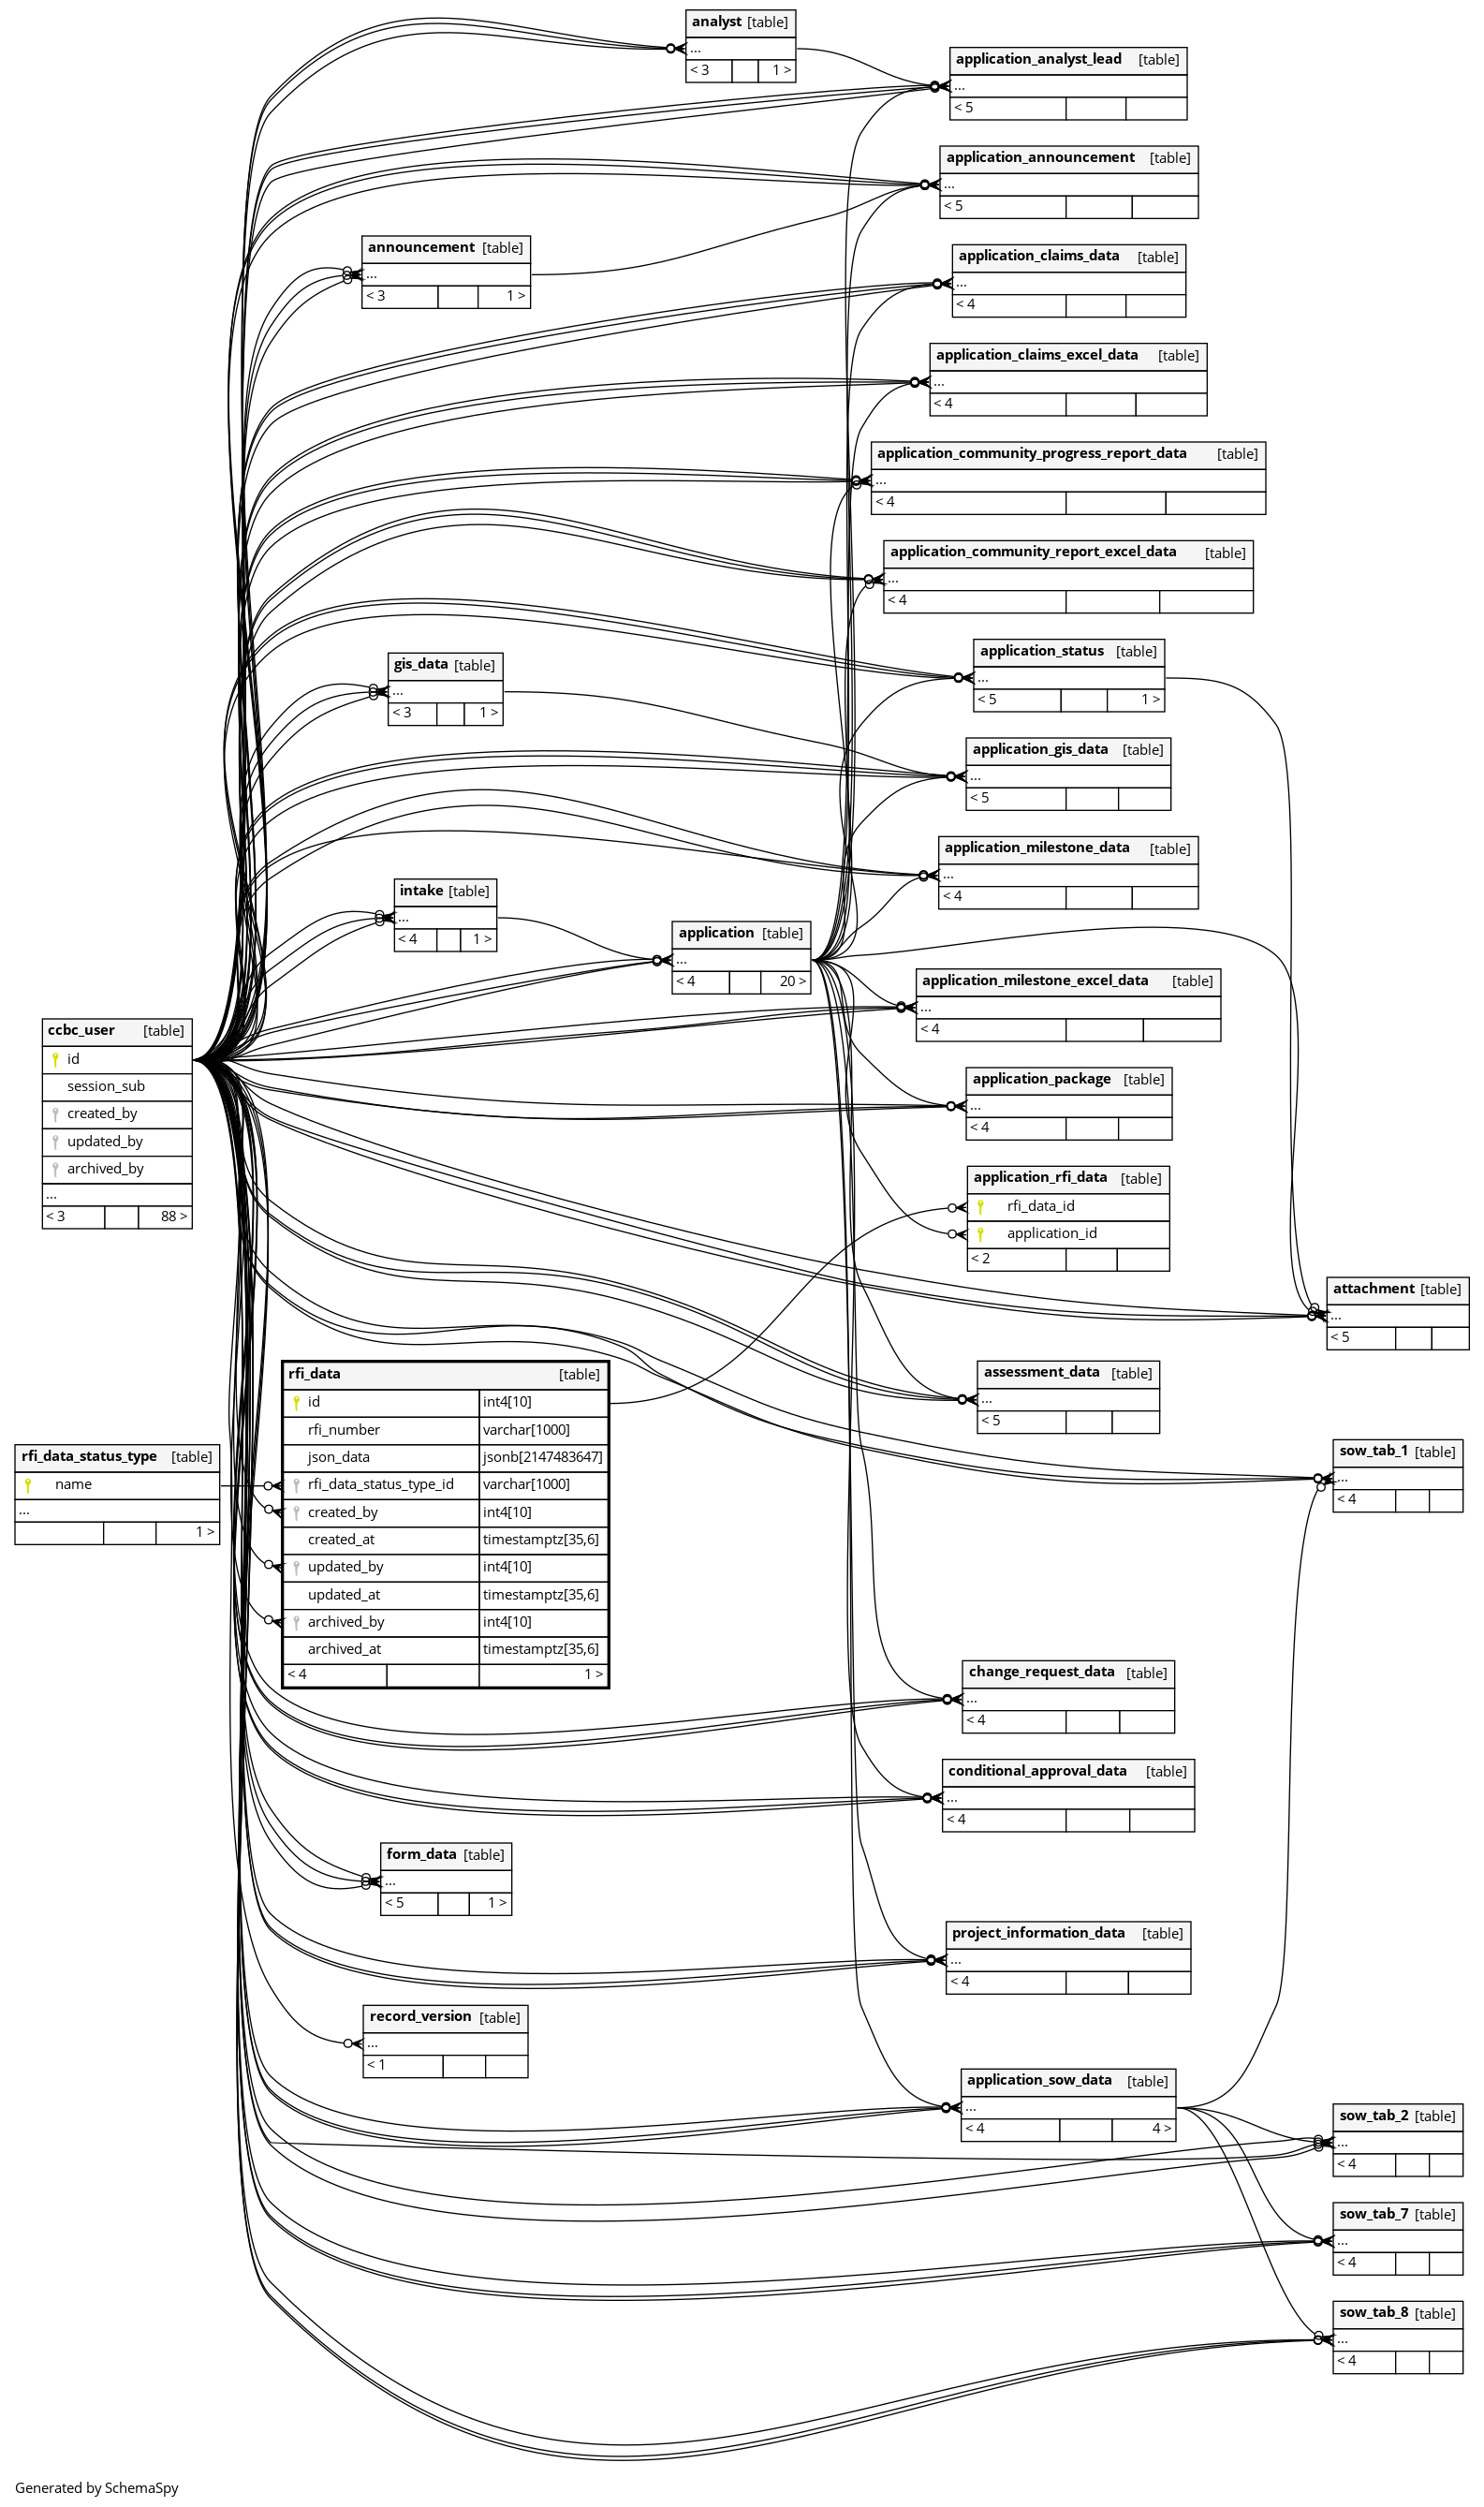 analyst [table]
...
< 3 1 >
application_analyst_lead [table]
...
< 5
application_announcement [table]
...
< 5
announcement [table]
...
< 3 1 >
application_claims_data [table]
...
< 4
application_claims_excel_data [table]
...
< 4
application_community_progress_report_data [table]
...
< 4
application_community_report_excel_data [table]
...
< 4
application_status [table]
...
< 5 1 >
gis_data [table]
...
< 3 1 >
application_gis_data [table]
...
< 5
application_milestone_data [table]
...
< 4
intake [table]
...
< 4 1 >
application [table]
...
< 4 20 >
application_milestone_excel_data [table]
...
< 4
ccbc_user [table]
id
session_sub
created_by
updated_by
archived_by
...
< 3 88 >
application_package [table]
...
< 4
application_rfi_data [table]
rfi_data_id
application_id
< 2
attachment [table]
...
< 5
rfi_data [table]
id int4[10]
rfi_number varchar[1000]
json_data jsonb[2147483647]
rfi_data_status_type_id varchar[1000]
created_by int4[10]
created_at timestamptz[35,6]
updated_by int4[10]
updated_at timestamptz[35,6]
archived_by int4[10]
archived_at timestamptz[35,6]
< 4 1 >
assessment_data [table]
...
< 5
rfi_data_status_type [table]
name
...
1 >
sow_tab_1 [table]
...
< 4
change_request_data [table]
...
< 4
conditional_approval_data [table]
...
< 4
form_data [table]
...
< 5 1 >
project_information_data [table]
...
< 4
record_version [table]
...
< 1
application_sow_data [table]
...
< 4 4 >
sow_tab_2 [table]
...
< 4
sow_tab_7 [table]
...
< 4
sow_tab_8 [table]
...
< 4
Generated by SchemaSpy